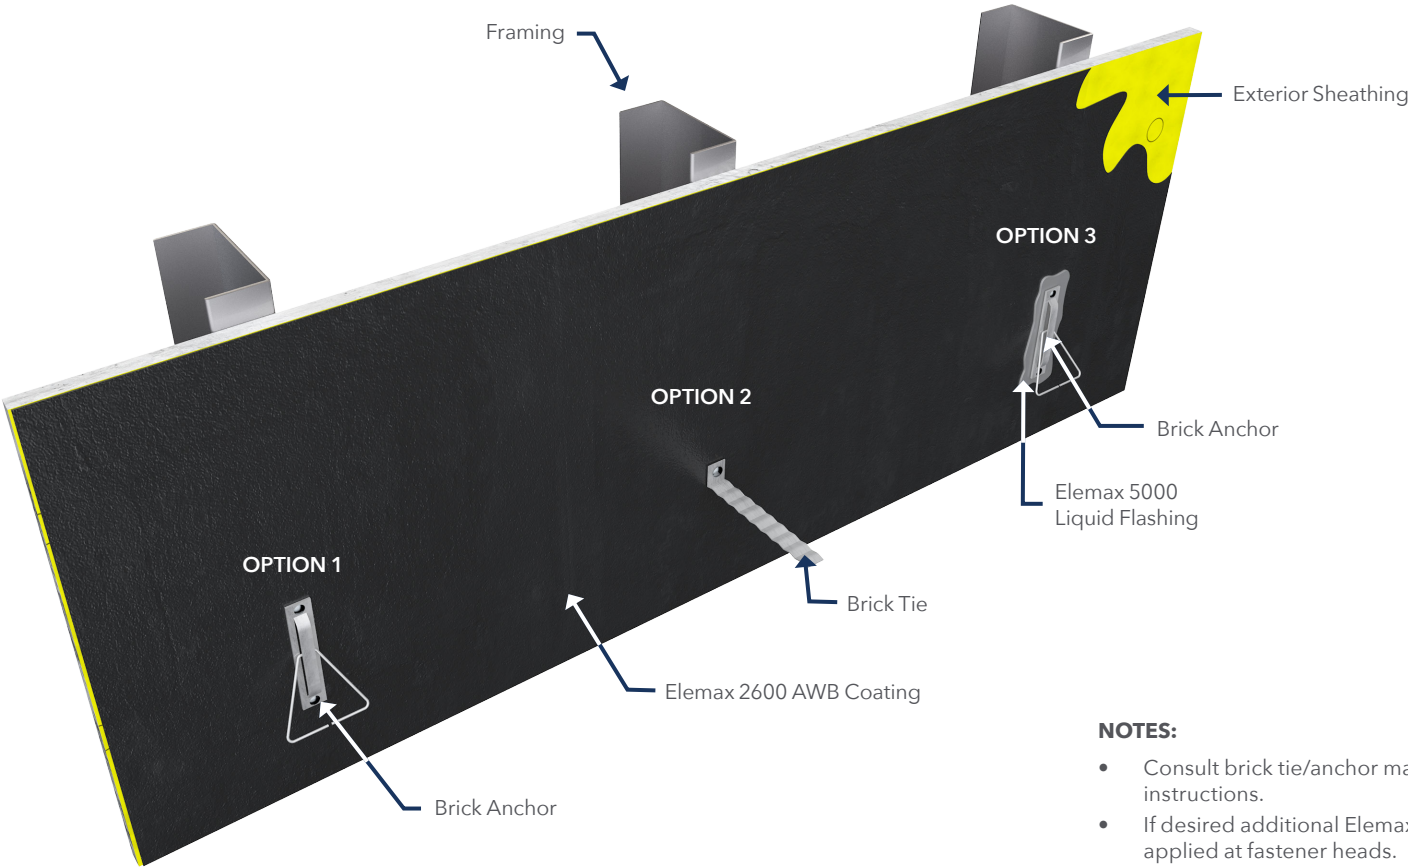 Framing
Exterior Sheathing
OPTION 3
OPTION 2
Brick Anchor
Elemax 5000
Liquid Flashing
OPTION 1
Brick Tie
Elemax 2600 AWB Coating
Brick Anchor
NOTES:
• Consult brick tie/anchor
instructions.
• If desired additional Elemax
applied at fastener heads.